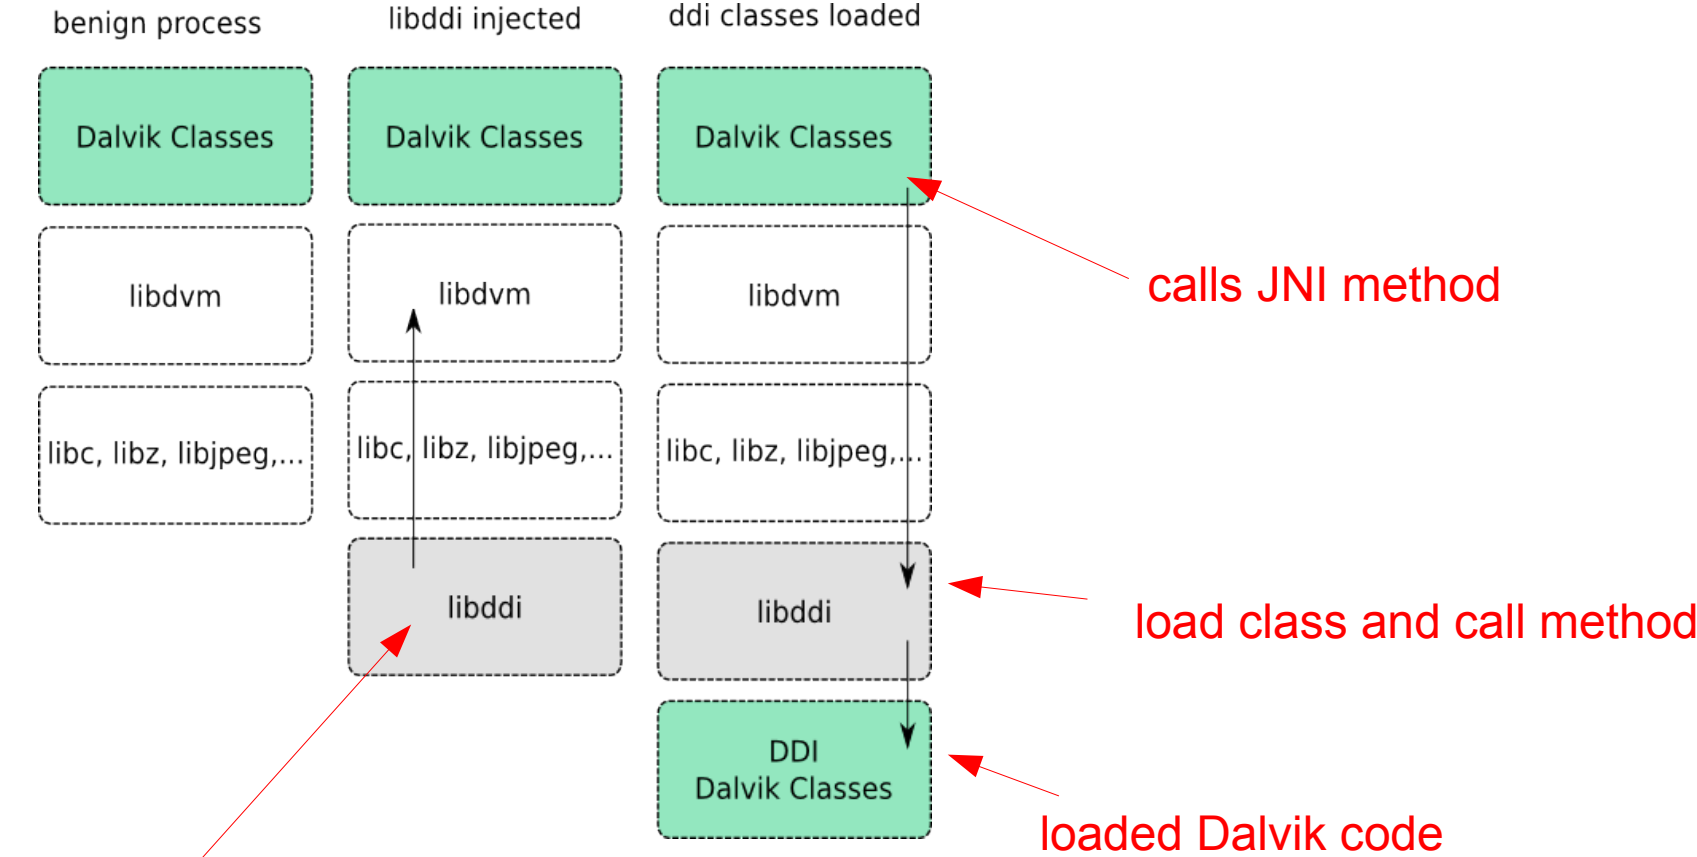 benign process
libddi injected
ddi classes loaded
Dalvik Classes
Dalvik Classes
Dalvik Classes
calls JNI method
libdvm
libdvm
libdvm
libc, libz, libjpeg,...
libc, libz, libjpeg,...
libc, libz, libjpeg,...
libddi
libddi
load class and call method
DDI
Dalvik Classes
loaded Dalvik code